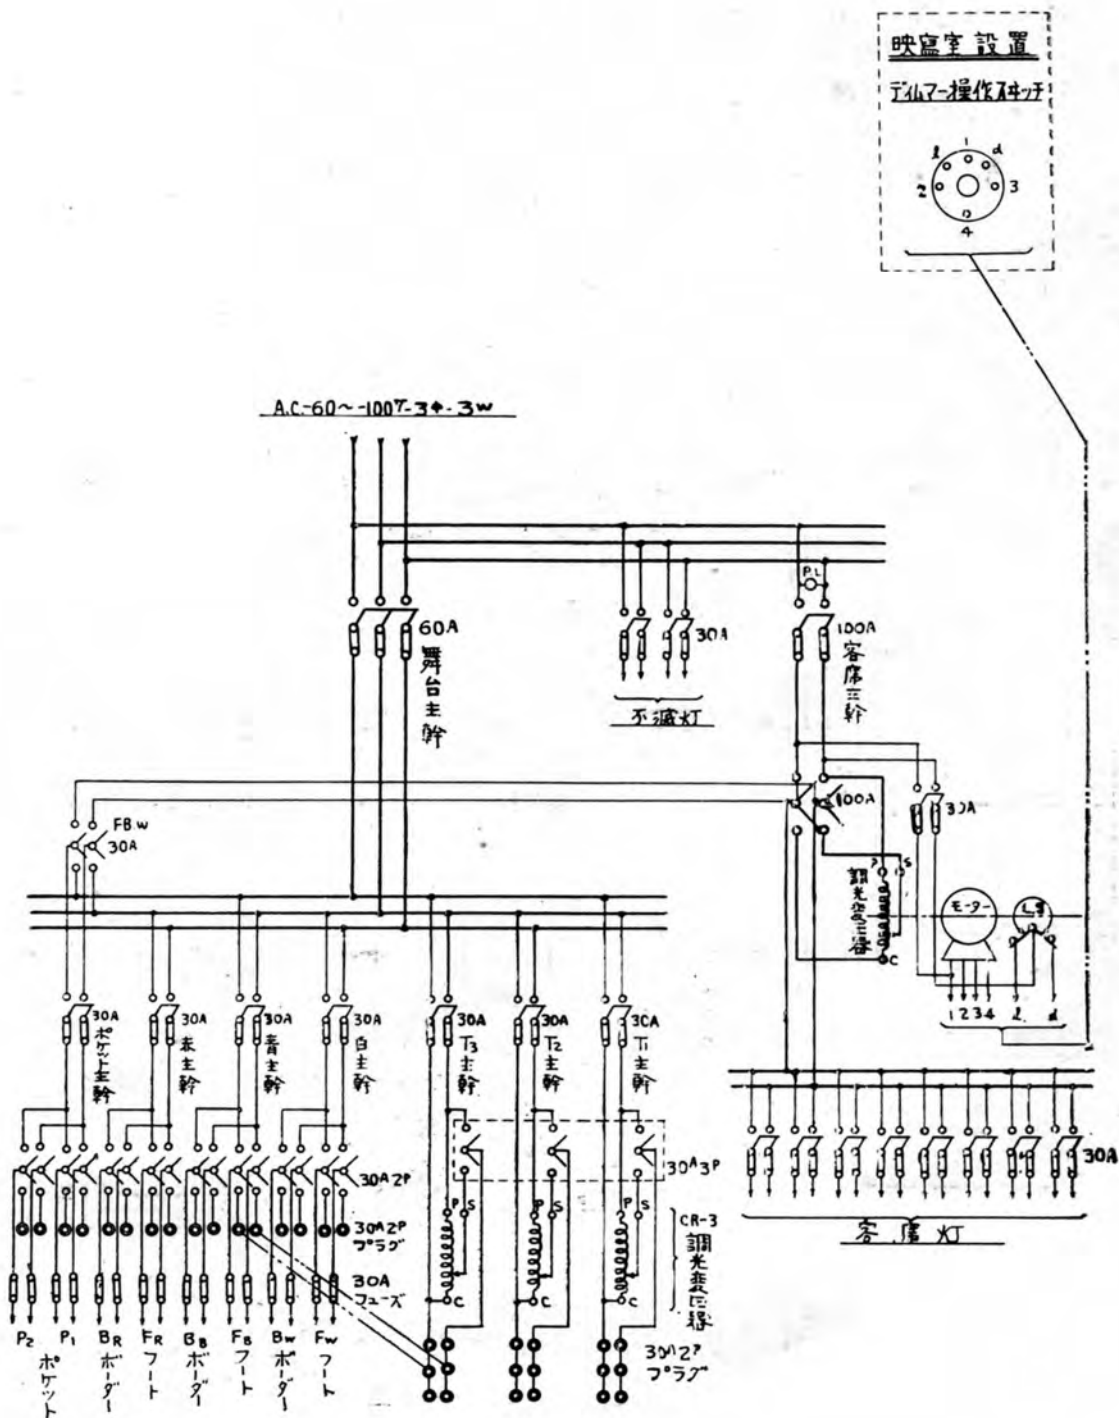 映写室設置
ディムマー操作スヰッチ
1
l
d
2
3
4
A.C-60~-100V-3Φ-3W
P.L
60A
舞台主幹
30A
不滅灯
100A
客席主幹
FB.W
30A
100A
30A
P
S
調光変圧器
C
モーター
L.S
l
d
1 2 3 4 l d
30A
ポケット主幹
30A
赤主幹
30A
青主幹
30A
白主幹
30A
T3主幹
30A
T2主幹
30A
T1主幹
30A 2P
30A 3P
30A
客席灯
P S
P S
P S
C
C
C
CR-3
調光変圧器
30A 2P
プラグ
30A
フューズ
P2
P1
BR
FR
BB
FB
BW
FW
ポケット
ボーダー
フート
ボーダー
フート
ボーダー
フート
30A 2P
プラグ